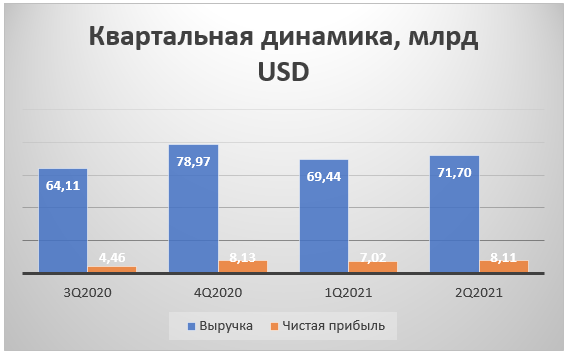 Квартальная динамика, млрд
USD
64,11
4,46
78,97
8,13
69,44
7,02
71,70
8,11
3Q2020
4Q2020
1Q2021
2Q2021
Выручка
Чистая прибыль